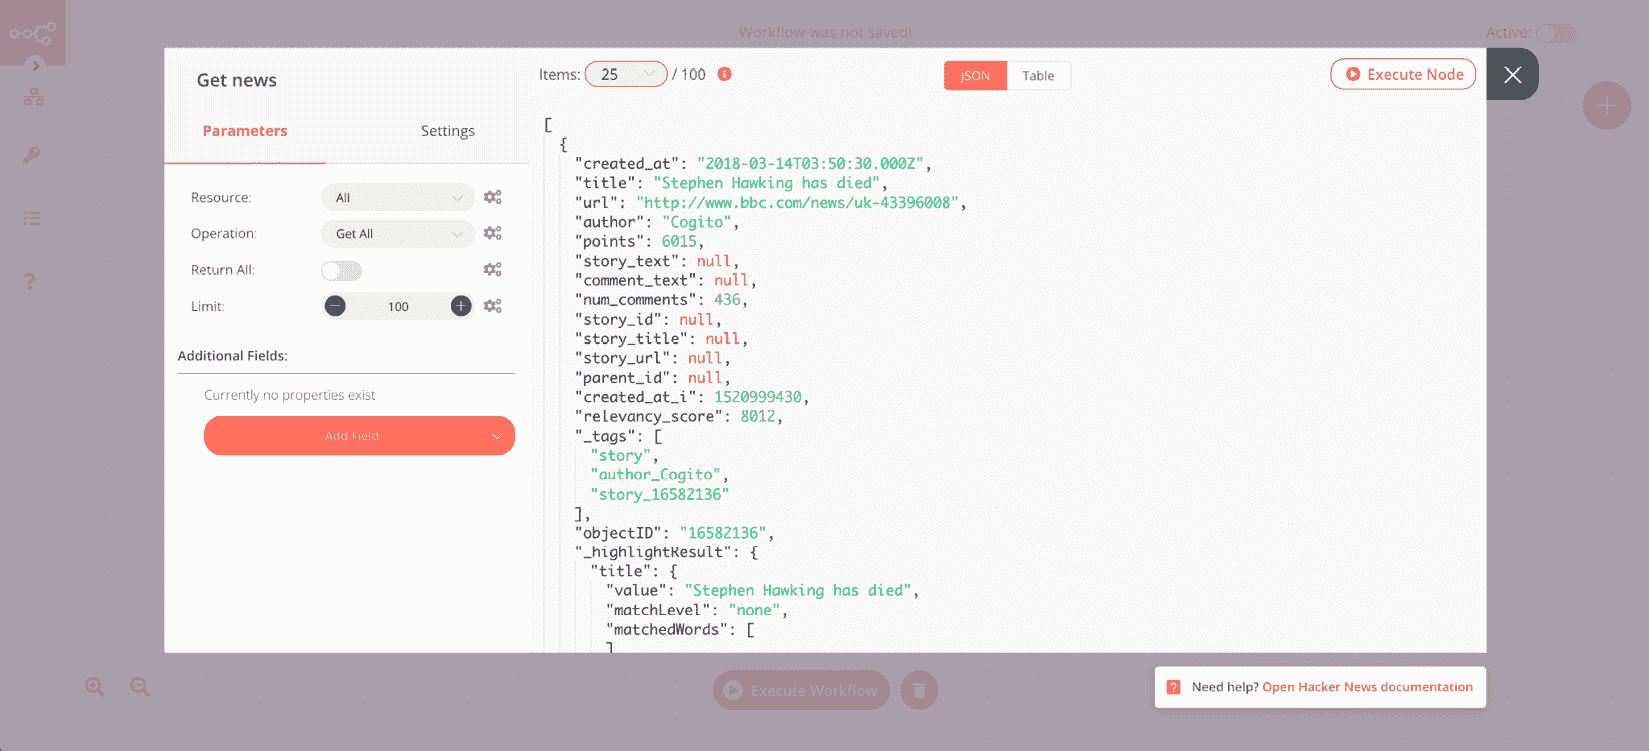 Workflow was not saved!
Active:
Get news
Items: 25 / 100
JSON Table
Execute Node
Parameters Settings
Resource: All
Operation: Get All
Return All:
Limit: 100
Additional Fields:
Currently no properties exist
Add Field
[
{
"created_at": "2018-03-14T03:50:30.000Z",
"title": "Stephen Hawking has died",
"url": "http://www.bbc.com/news/uk-43396008",
"author": "Cogito",
"points": 6015,
"story_text": null,
"comment_text": null,
"num_comments": 436,
"story_id": null,
"story_title": null,
"story_url": null,
"parent_id": null,
"created_at_i": 1520999430,
"relevancy_score": 8012,
"_tags": [
"story",
"author_Cogito",
"story_16582136"
],
"objectID": "16582136",
"_highlightResult": {
"title": {
"value": "Stephen Hawking has died",
"matchLevel": "none",
"matchedWords": [
]
Execute Workflow
Need help? Open Hacker News documentation